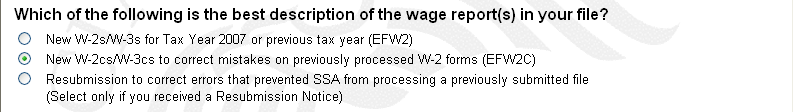 Which of the following is the best description of the wage report(s) in your file?
New W-2s/W-3s for Tax Year 2007 or previous tax year (EFW2)
New W-2cs/W-3cs to correct mistakes on previously processed W-2 forms (EFW2C)
Resubmission to correct errors that prevented SSA from processing a previously submitted file
(Select only if you received a Resubmission Notice)